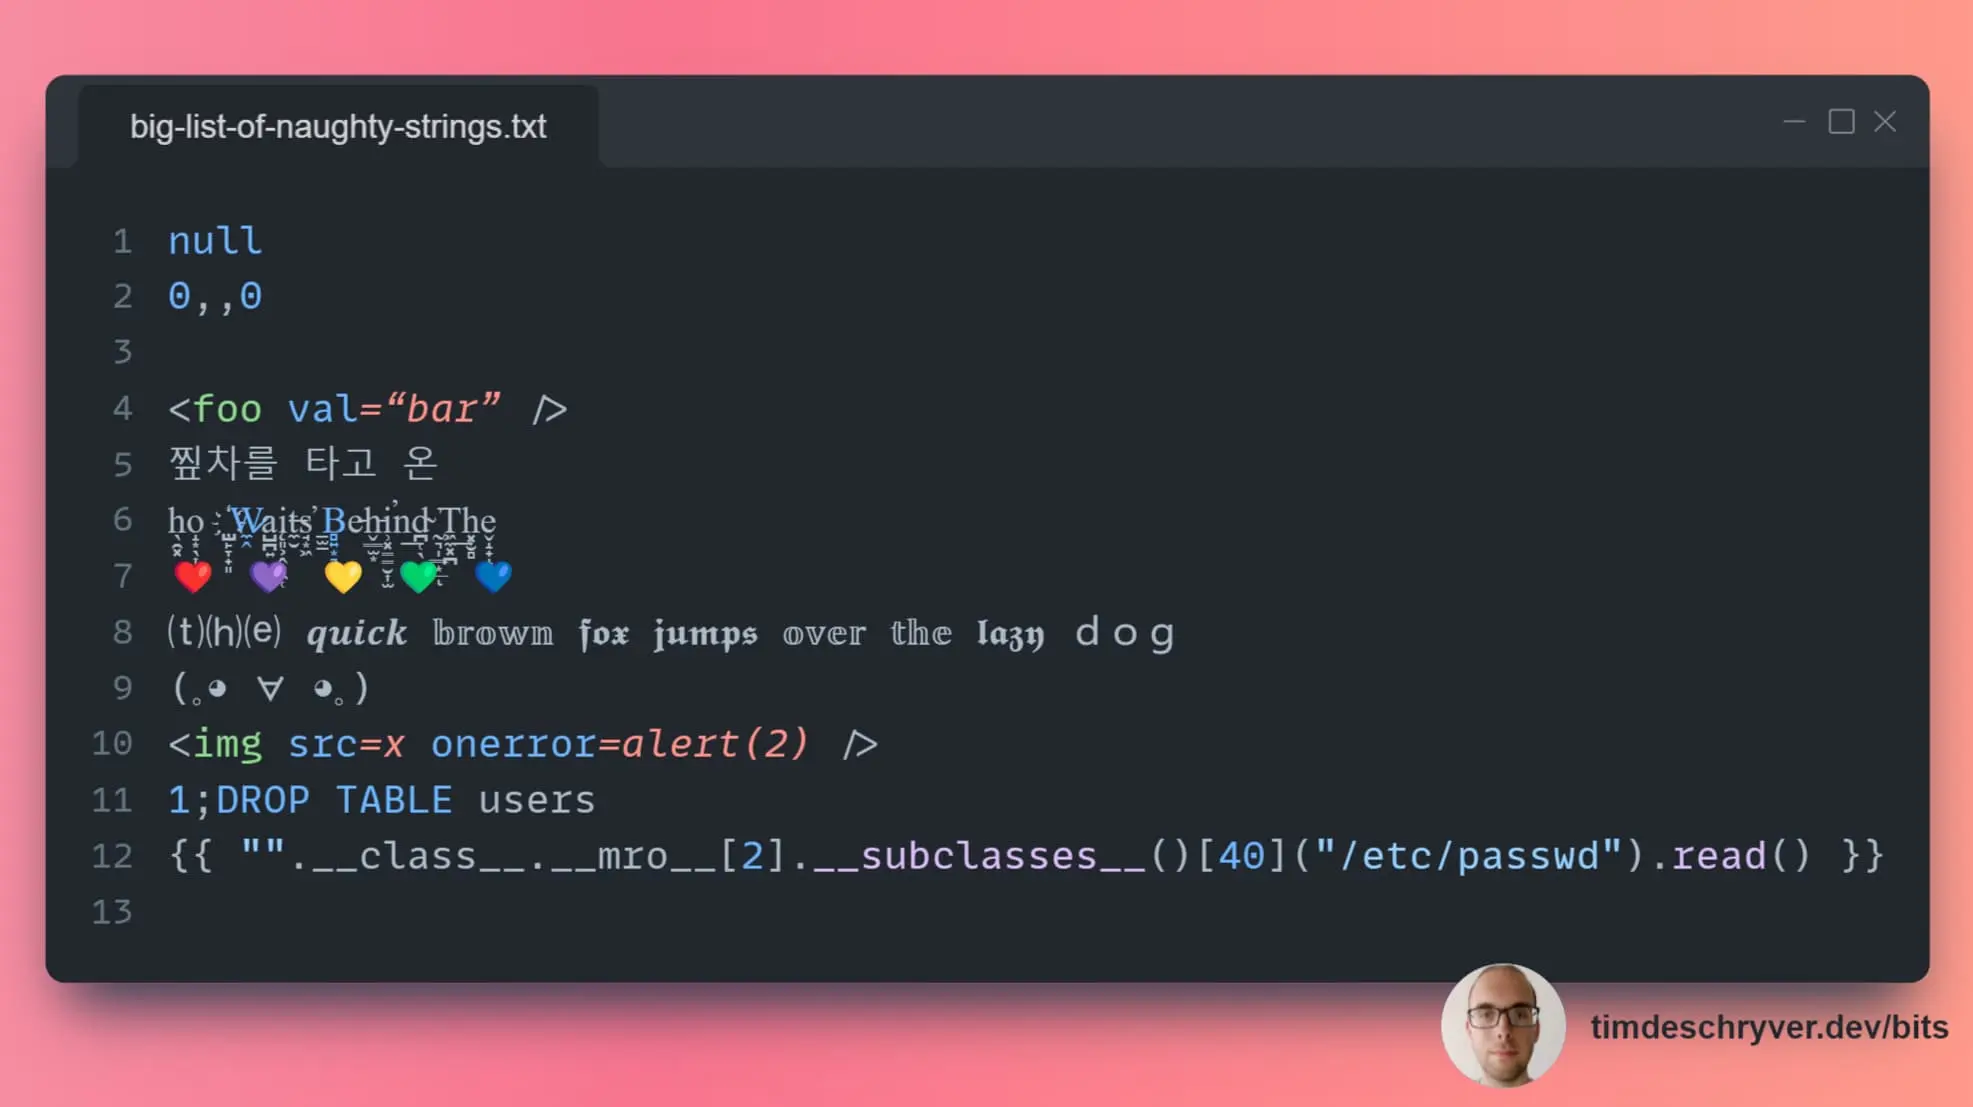 big-list-of-naughty-strings.txt
1 null
2 0,,0
3
4 <foo val=“bar” />
5 찦차를 타고 온
6 ho Waits Behind The
7 ❤️ 💜 💛 💚 💙
8 ⒯⒣⒠ 𝒒𝒖𝒊𝒄𝒌 𝕓𝕣𝕠𝕨𝕟 𝖋𝖔𝖝 𝖏𝖚𝖒𝖕𝖘 𝕠𝕧𝕖𝕣 𝕥𝕙𝕖 𝖑𝖆𝖟𝖞 ｄｏｇ
9 (｡◕ ∀ ◕｡)
10 <img src=x onerror=alert(2) />
11 1;DROP TABLE users
12 {{ "".__class__.__mro__[2].__subclasses__()[40]("/etc/passwd").read() }}
13
timdeschryver.dev/bits